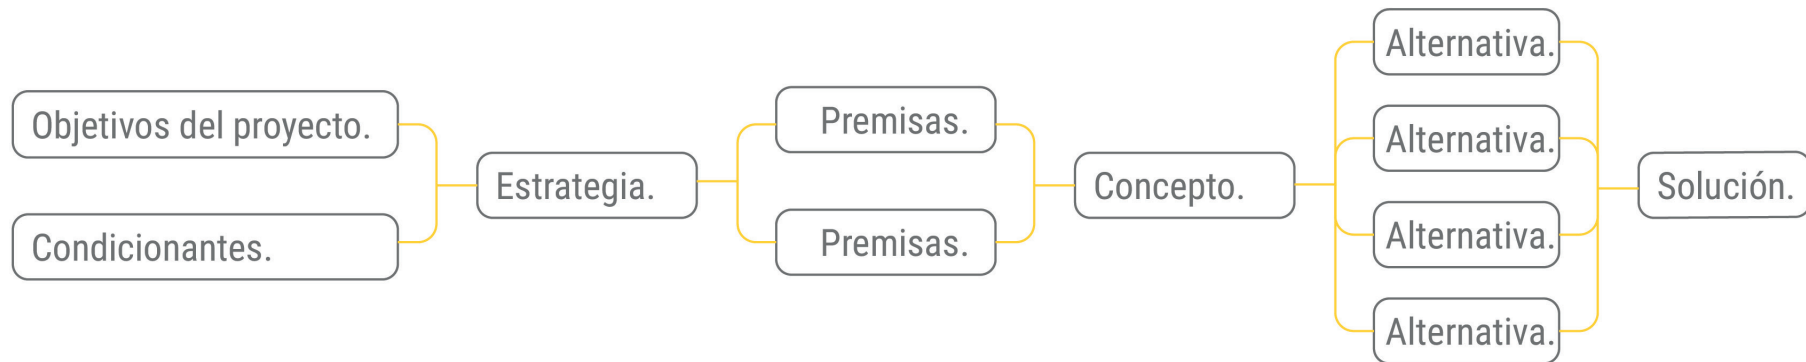 Objetivos del proyecto.
Condicionantes.
Estrategia.
Premisas.
Premisas.
Concepto.
Alternativa.
Alternativa.
Alternativa.
Alternativa.
Solución.